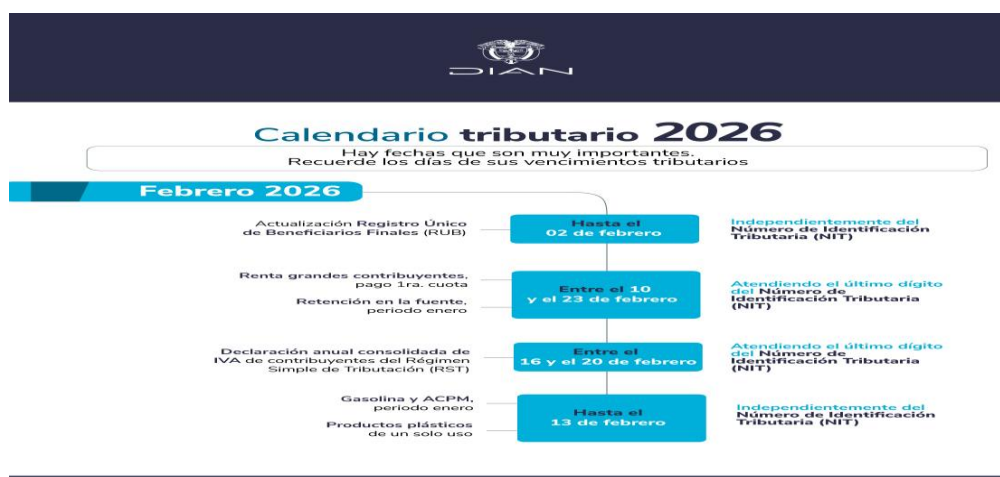 DIAN
Calendario tributario 2026
Hay fechas que son muy importantes.
Recuerde los días de sus vencimientos tributarios
Febrero 2026
Actualización Registro Único
de Beneficiarios Finales (RUB)
Hasta el
02 de febrero
Independientemente del
Número de Identificación
Tributaria (NIT)
Renta grandes contribuyentes,
pago 1ra. cuota
Retención en la fuente,
periodo enero
Entre el 10
y el 23 de febrero
Atendiendo el último dígito
del Número de
Identificación Tributaria
(NIT)
Declaración anual consolidada de
IVA de contribuyentes del Régimen
Simple de Tributación (RST)
Entre el
16 y el 20 de febrero
Atendiendo el último dígito
del Número de
Identificación Tributaria
(NIT)
Gasolina y ACPM,
periodo enero
Productos plásticos
de un solo uso
Hasta el
13 de febrero
Independientemente del
Número de Identificación
Tributaria (NIT)